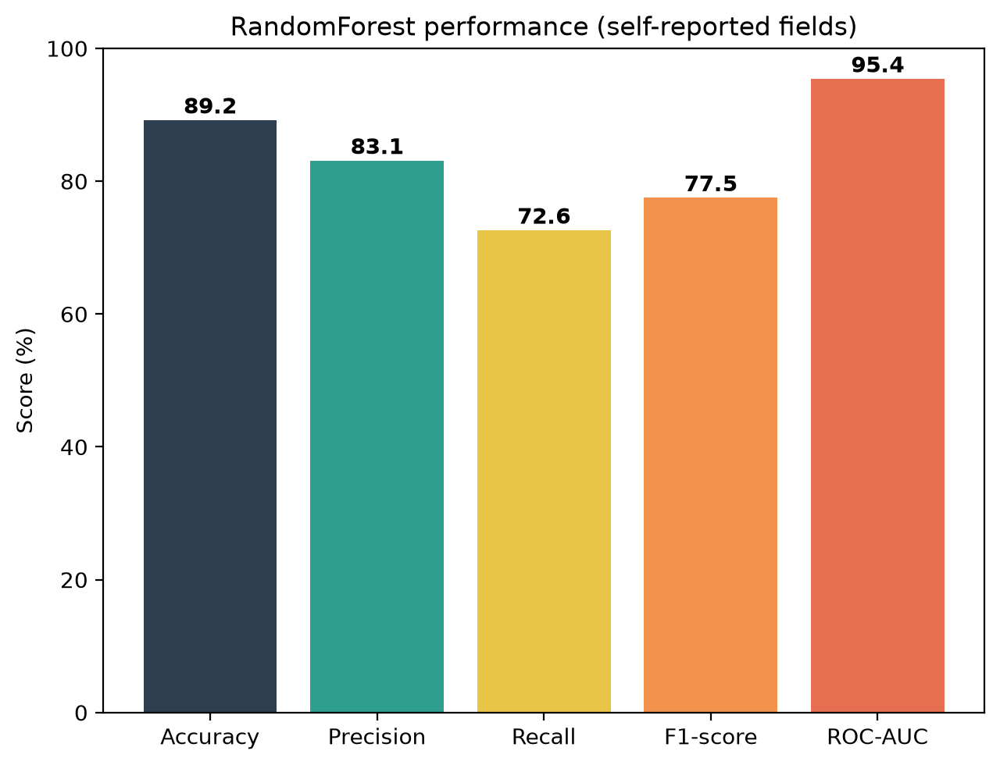 RandomForest performance (self-reported fields)
Score (%)
100
80
60
40
20
0
89.2
83.1
72.6
77.5
95.4
Accuracy
Precision
Recall
F1-score
ROC-AUC